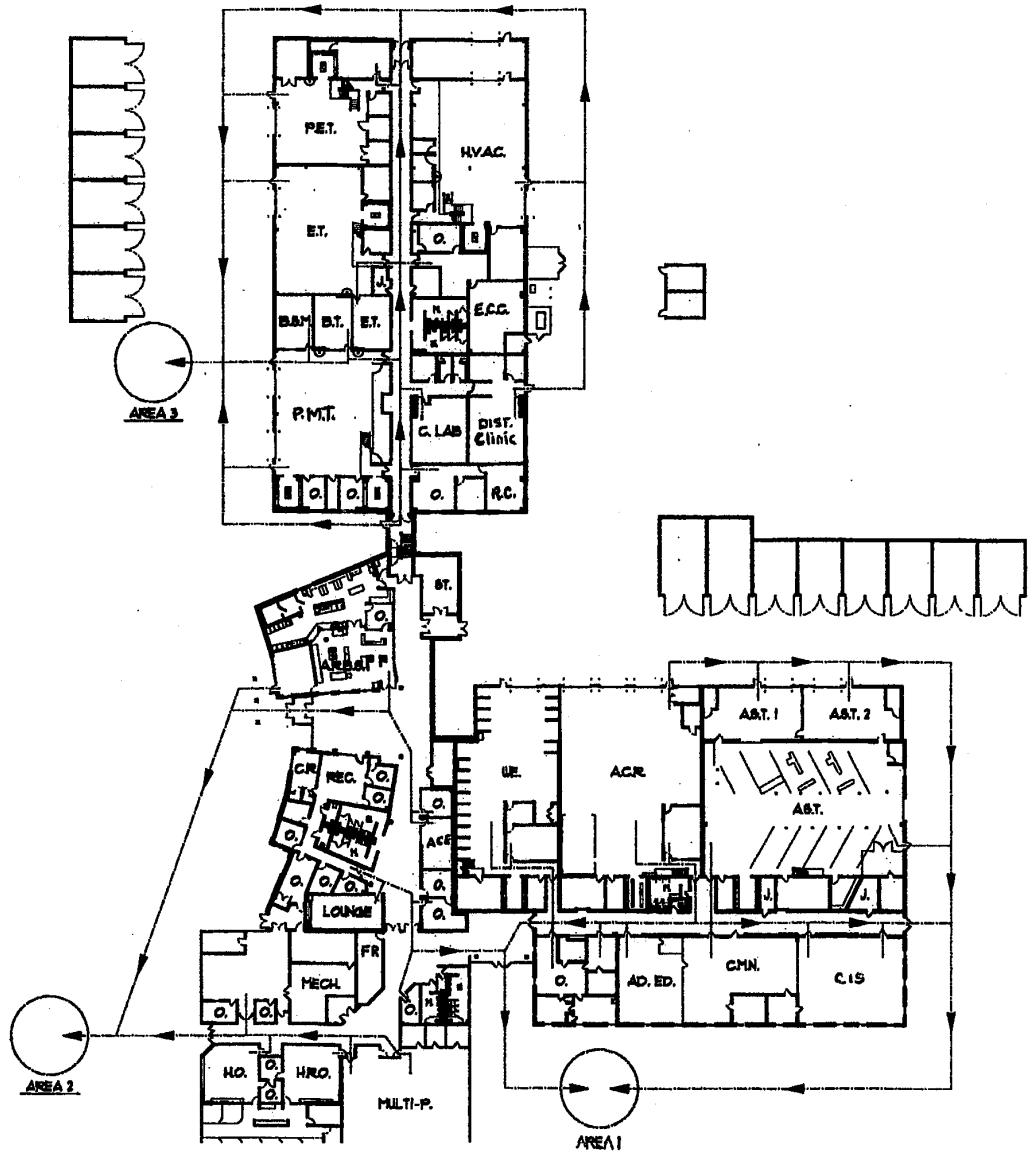 P.E.T.
H.V.A.C.
E.T.
O.
J.
B.S.M.
B.T.
E.T.
E.C.C.
AREA 3
P.M.T.
C. LAB
DIST.
Clinic
O.
O.
O.
R.C.
ST.
O.
A.S.T. 1
A.S.T. 2
C.R.
REC.
O.
O.
A.C.R.
A.S.T.
O.
O.
ACE
O.
O.
O.
O.
O.
LOUNGE
J.
J.
FR
MECH.
O.
AD. ED.
C.MN.
C.I.S
O.
O.
O.
AREA 2
H.O.
O.
O.
H.R.O.
MULTI-P.
AREA 1